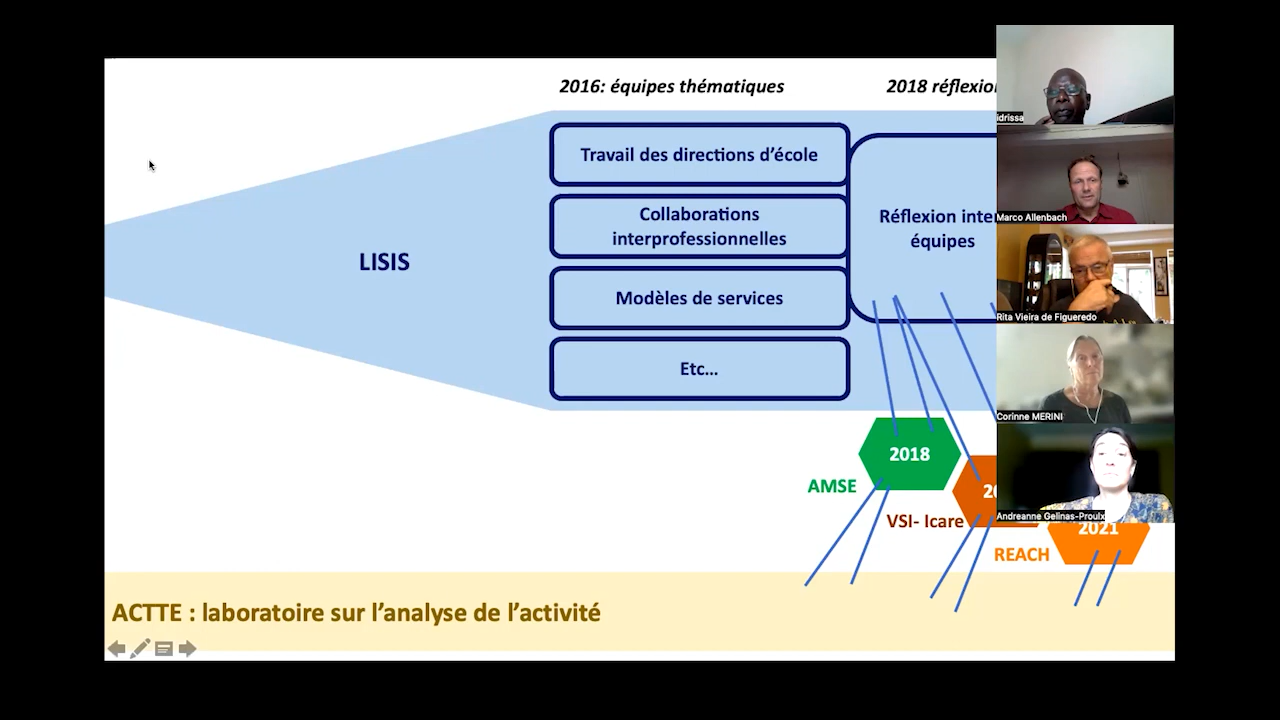 2016: équipes thématiques
2018 réflexion
Travail des directions d'école
Collaborations
interprofessionnelles
Modèles de services
Etc…
LISIS
Réflexion inter
équipes
2018
AMSE
VSI- Icare
2021
REACH
ACTTE : laboratoire sur l'analyse de l'activité
idrissa
Marco Allenbach
Rita Vieira de Figueredo
Corinne MERINI
Andreanne Gelinas-Proulx